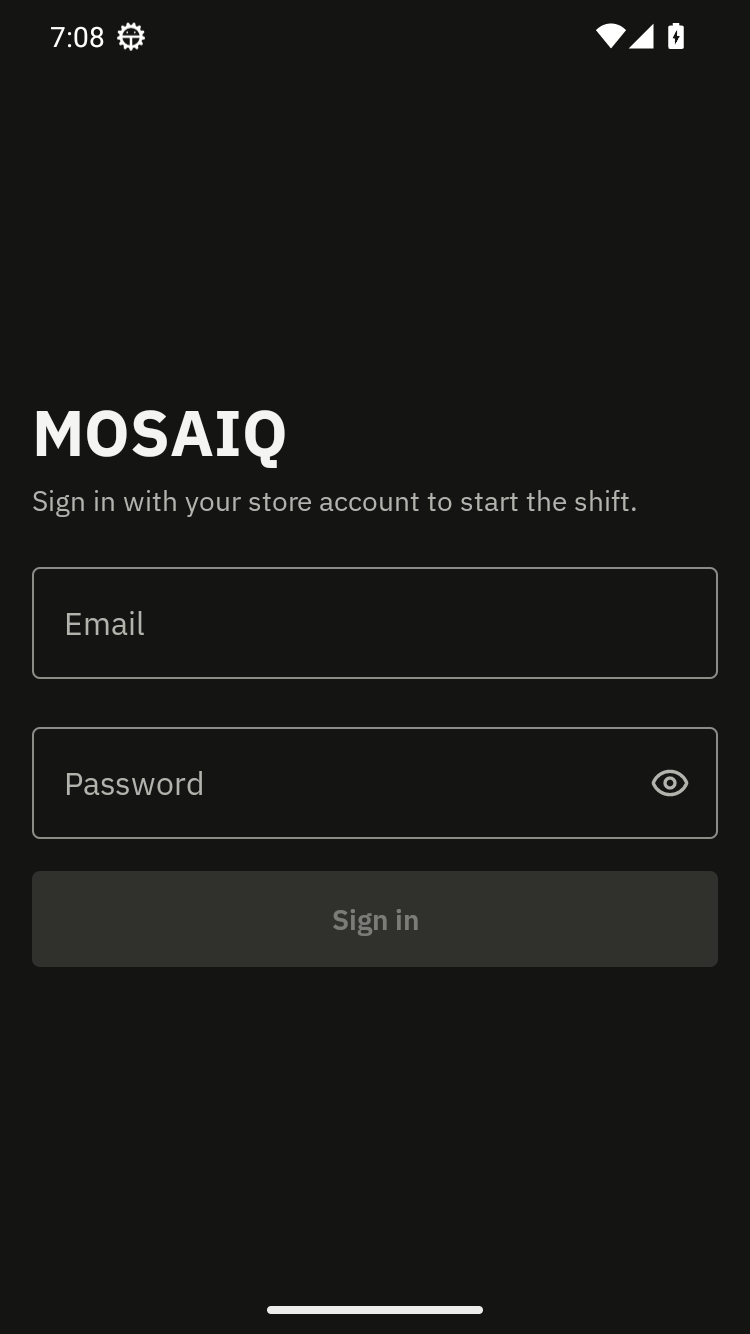 7:08
MOSAIQ
Sign in with your store account to start the shift.
Email
Password
Sign in